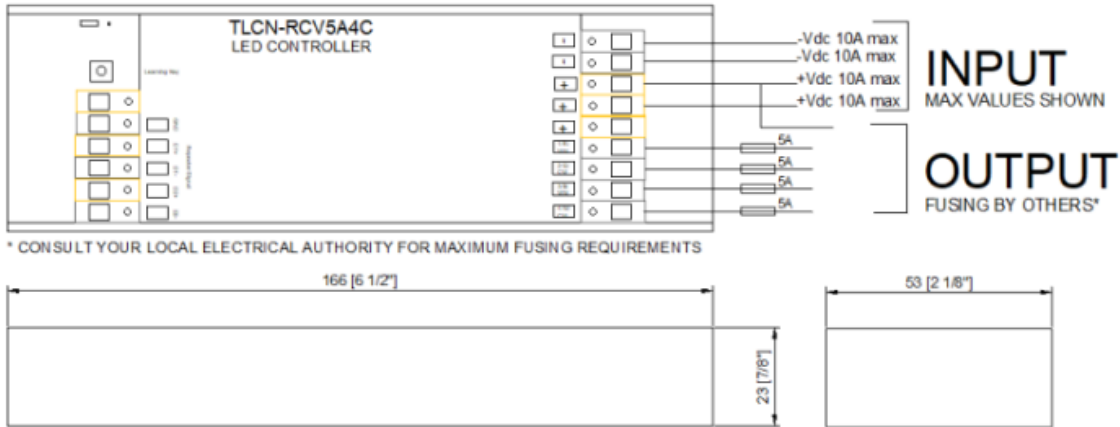 TLCN-RCV5A4C
LED CONTROLLER
Learning Key
-Vdc 10A max
-Vdc 10A max
+Vdc 10A max
+Vdc 10A max
INPUT
MAX VALUES SHOWN
+
+
+
5A
5A
5A
5A
OUTPUT
FUSING BY OTHERS*
* CONSULT YOUR LOCAL ELECTRICAL AUTHORITY FOR MAXIMUM FUSING REQUIREMENTS
166 [6 1/2"]
53 [2 1/8"]
23 [7/8"]